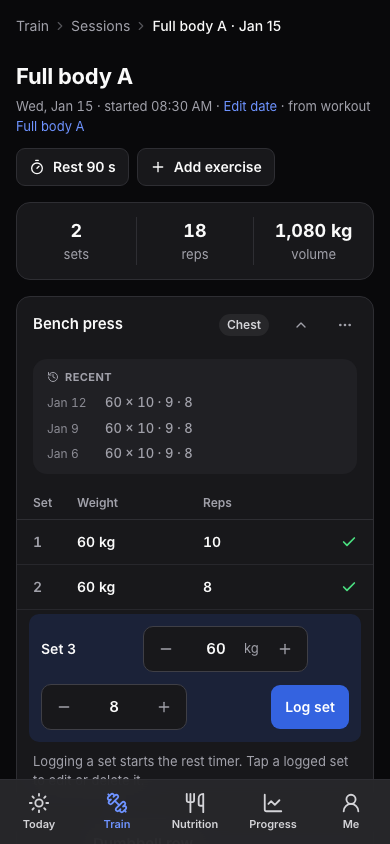 Train > Sessions > Full body A · Jan 15
Full body A
Wed, Jan 15 · started 08:30 AM · Edit date · from workout
Full body A
Rest 90 s
Add exercise
2 18 1,080 kg
sets reps volume
Bench press Chest ···
RECENT
Jan 12 60 × 10 · 9 · 8
Jan 9 60 × 10 · 9 · 8
Jan 6 60 × 10 · 9 · 8
Set Weight Reps
1 60 kg 10
2 60 kg 8
Set 3 − 60 kg +
− 8 + Log set
Logging a set starts the rest timer. Tap a logged set
to edit or delete it
Today Train Nutrition Progress Me